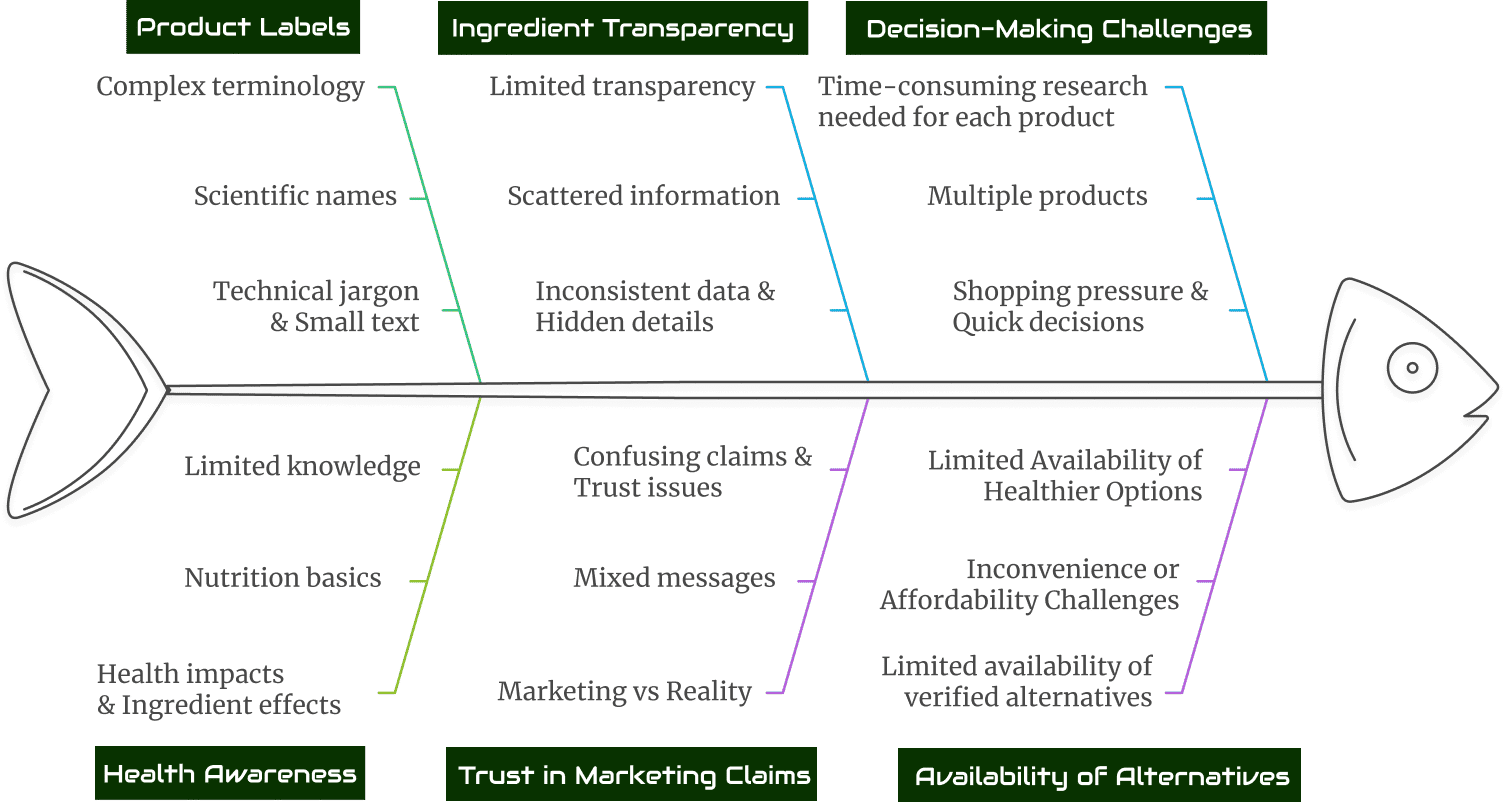 Product Labels
Ingredient Transparency
Decision-Making Challenges
Complex terminology
Scientific names
Technical jargon
& Small text
Limited transparency
Scattered information
Inconsistent data &
Hidden details
Time-consuming research
needed for each product
Multiple products
Shopping pressure &
Quick decisions
Limited knowledge
Nutrition basics
Health impacts
& Ingredient effects
Confusing claims &
Trust issues
Mixed messages
Marketing vs Reality
Limited Availability of
Healthier Options
Inconvenience or
Affordability Challenges
Limited availability of
verified alternatives
Health Awareness
Trust in Marketing Claims
Availability of Alternatives